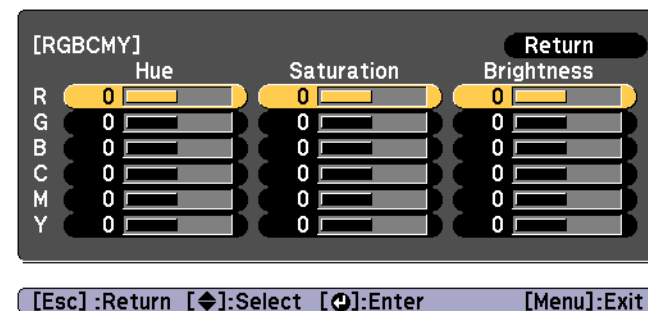 [RGBCMY] Return
Hue Saturation Brightness
R 0 0 0
G 0 0 0
B 0 0 0
C 0 0 0
M 0 0 0
Y 0 0 0
[Esc] :Return [◆]:Select [↵]:Enter [Menu]:Exit